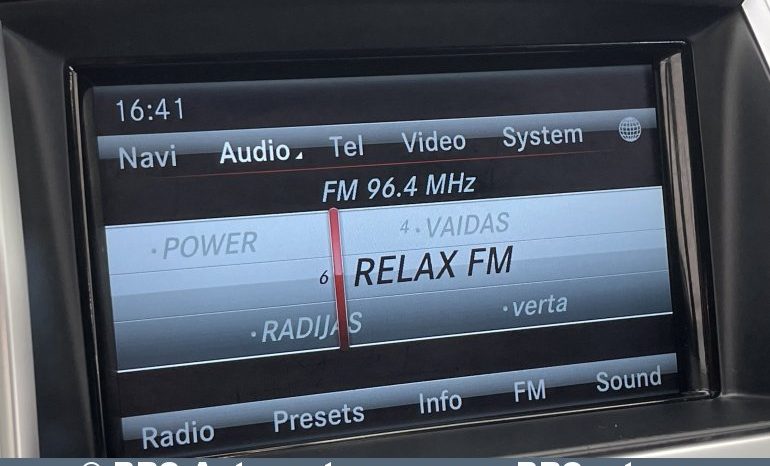 16:41
Navi Audio Tel Video System
FM 96.4 MHz
·POWER 4·VAIDAS
6 RELAX FM
·RADIJAS ·verta
Radio Presets Info FM Sound